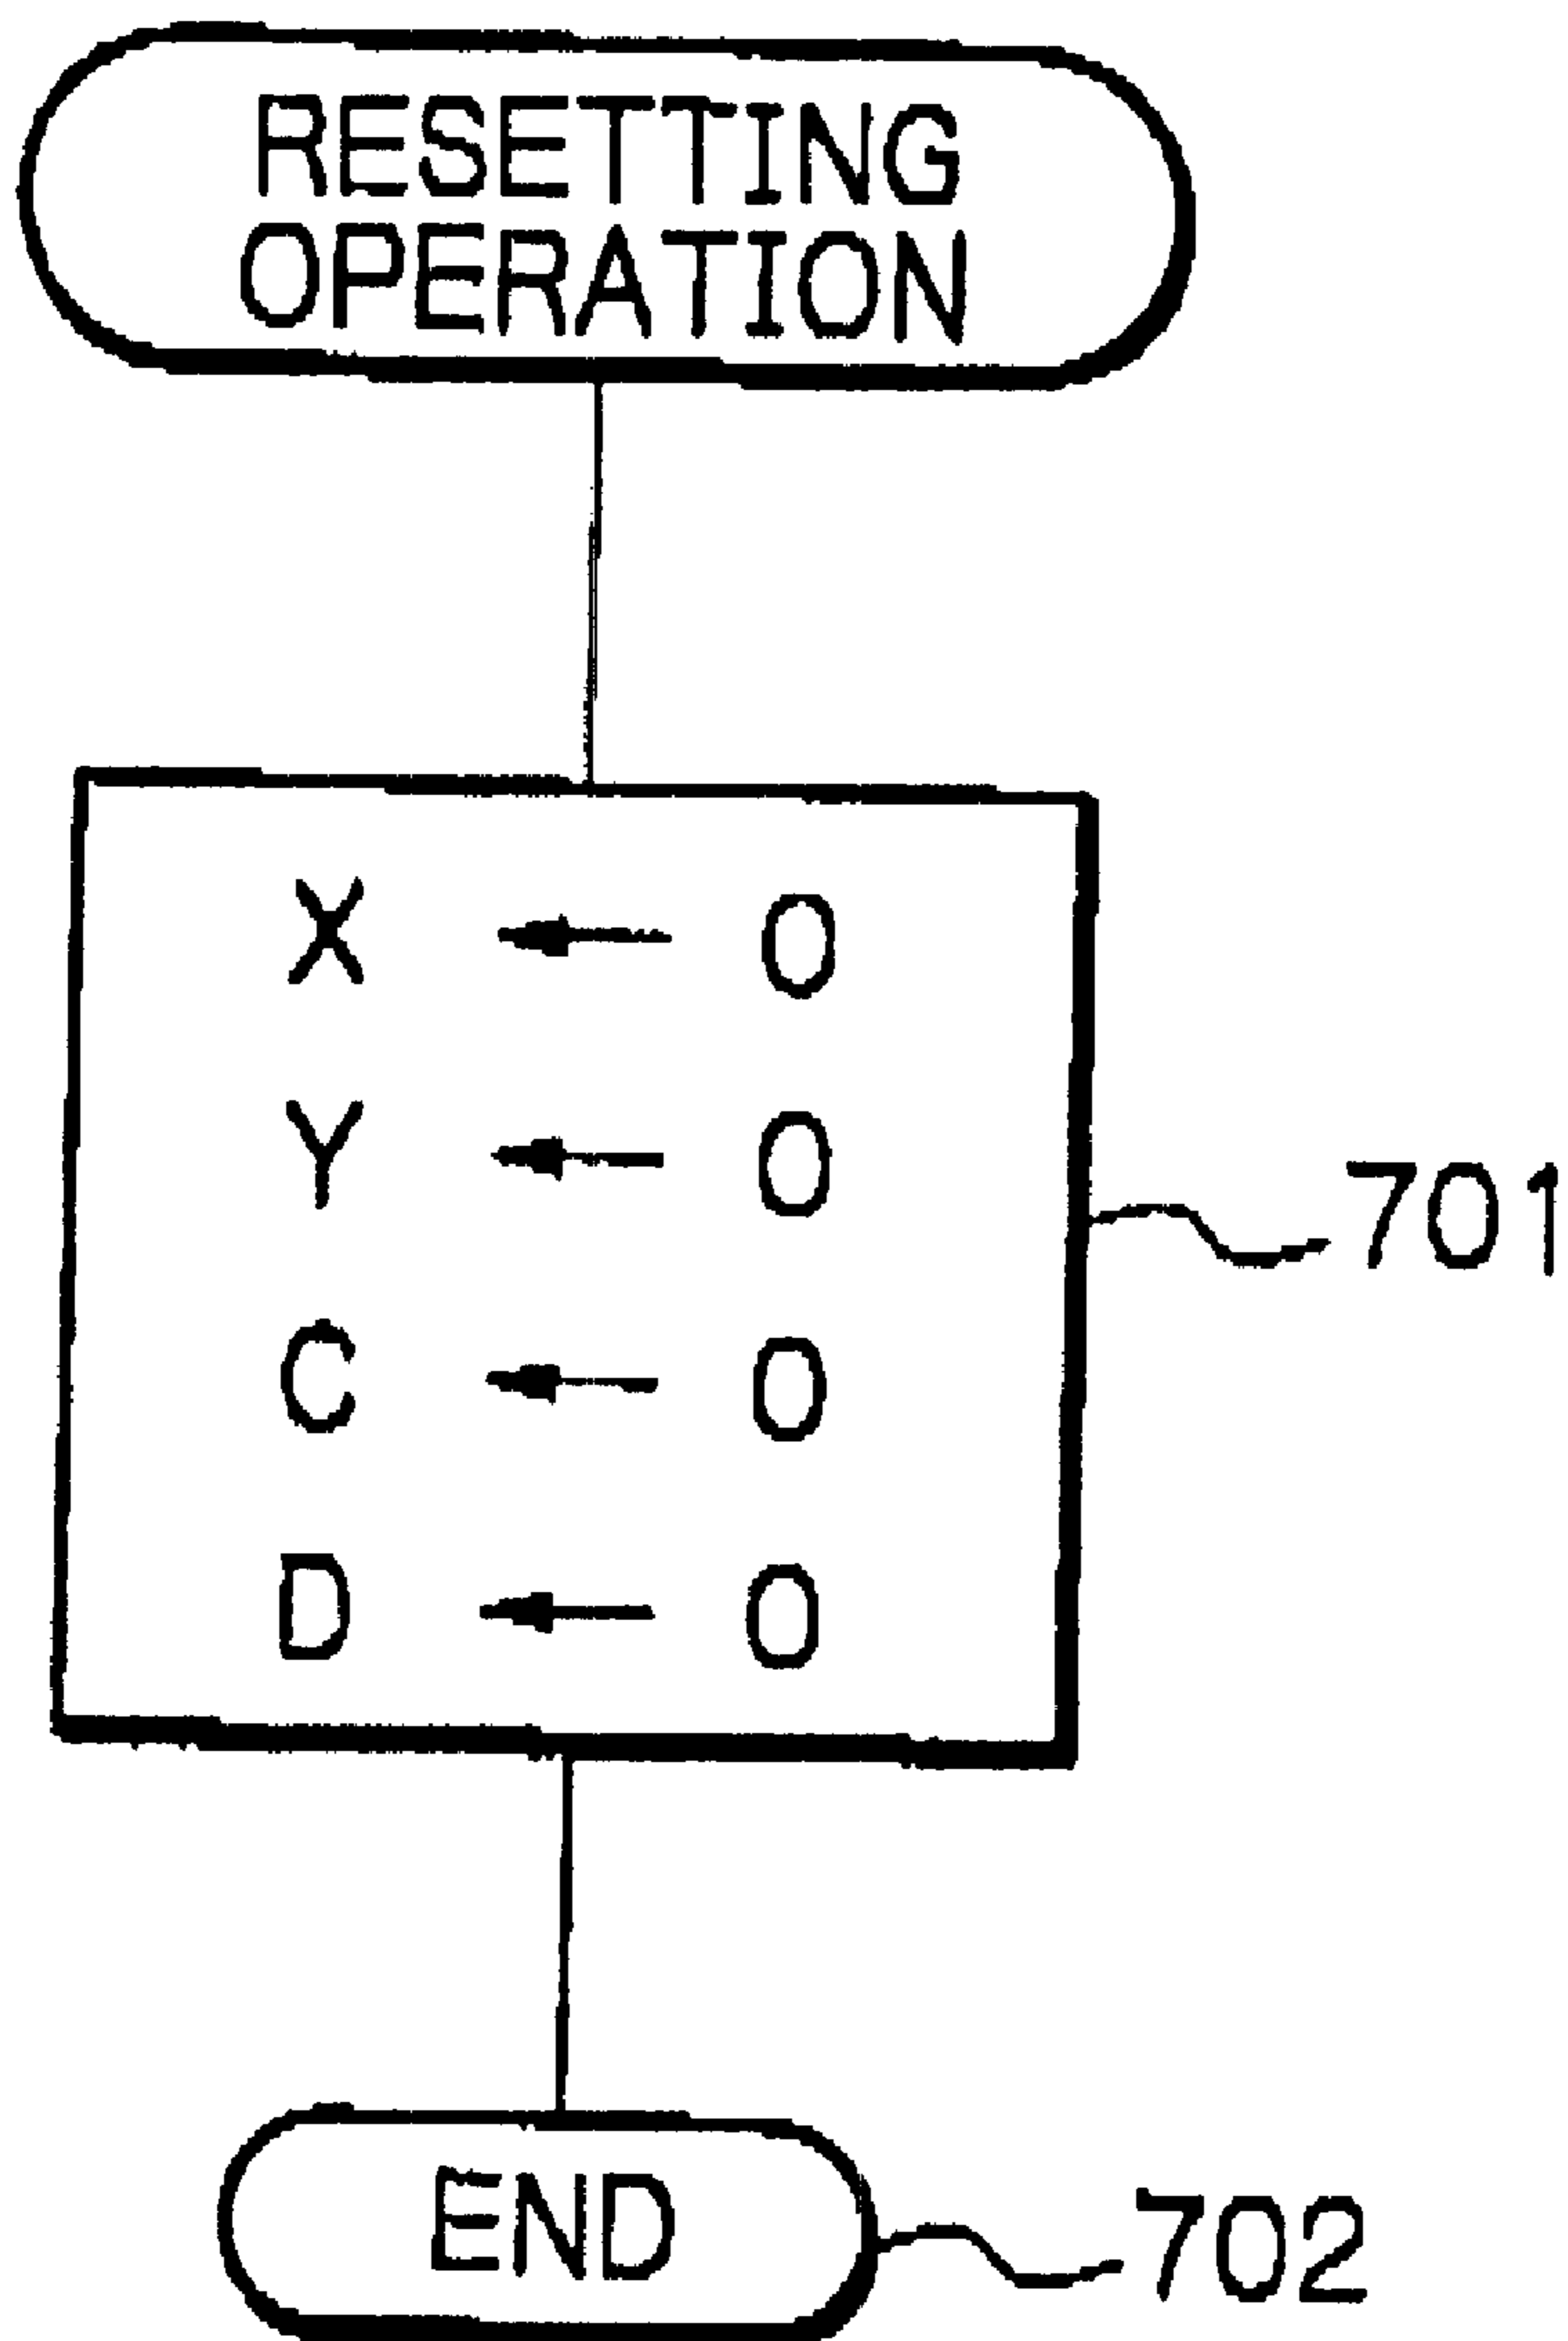 RESETTING
OPERATION
X ← 0
Y ← 0
C ← 0
D ← 0
701
END
702